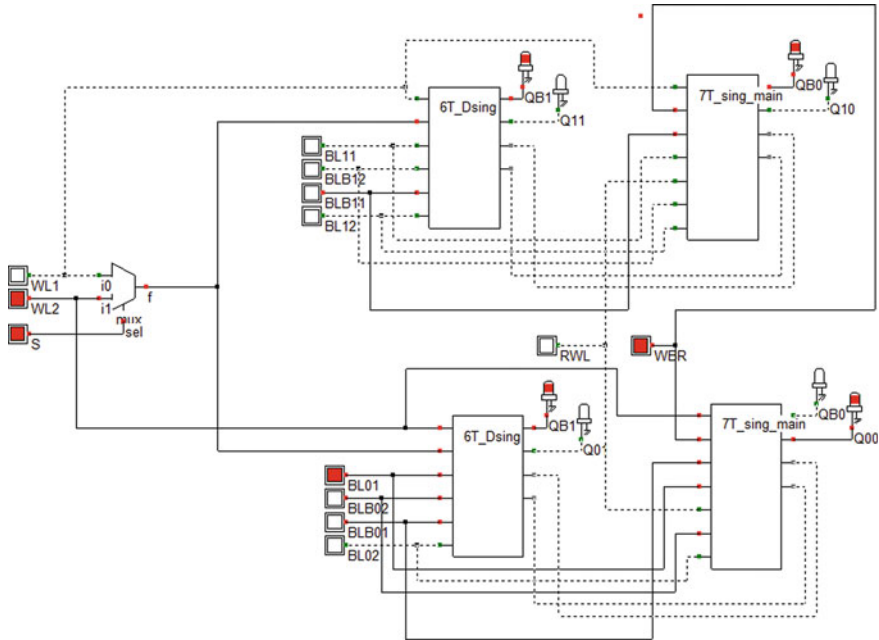 6T_Dsing
QB1
Q11
7T_sing_main
QB0
Q10
BL11
BLB12
BLB11
BL12
WL1
i0
WL2
i1
f
mux
sel
S
RWL
WER
6T_Dsing
QB1
Q01
7T_sing_main
QB0
Q00
BL01
BLB02
BLB01
BL02